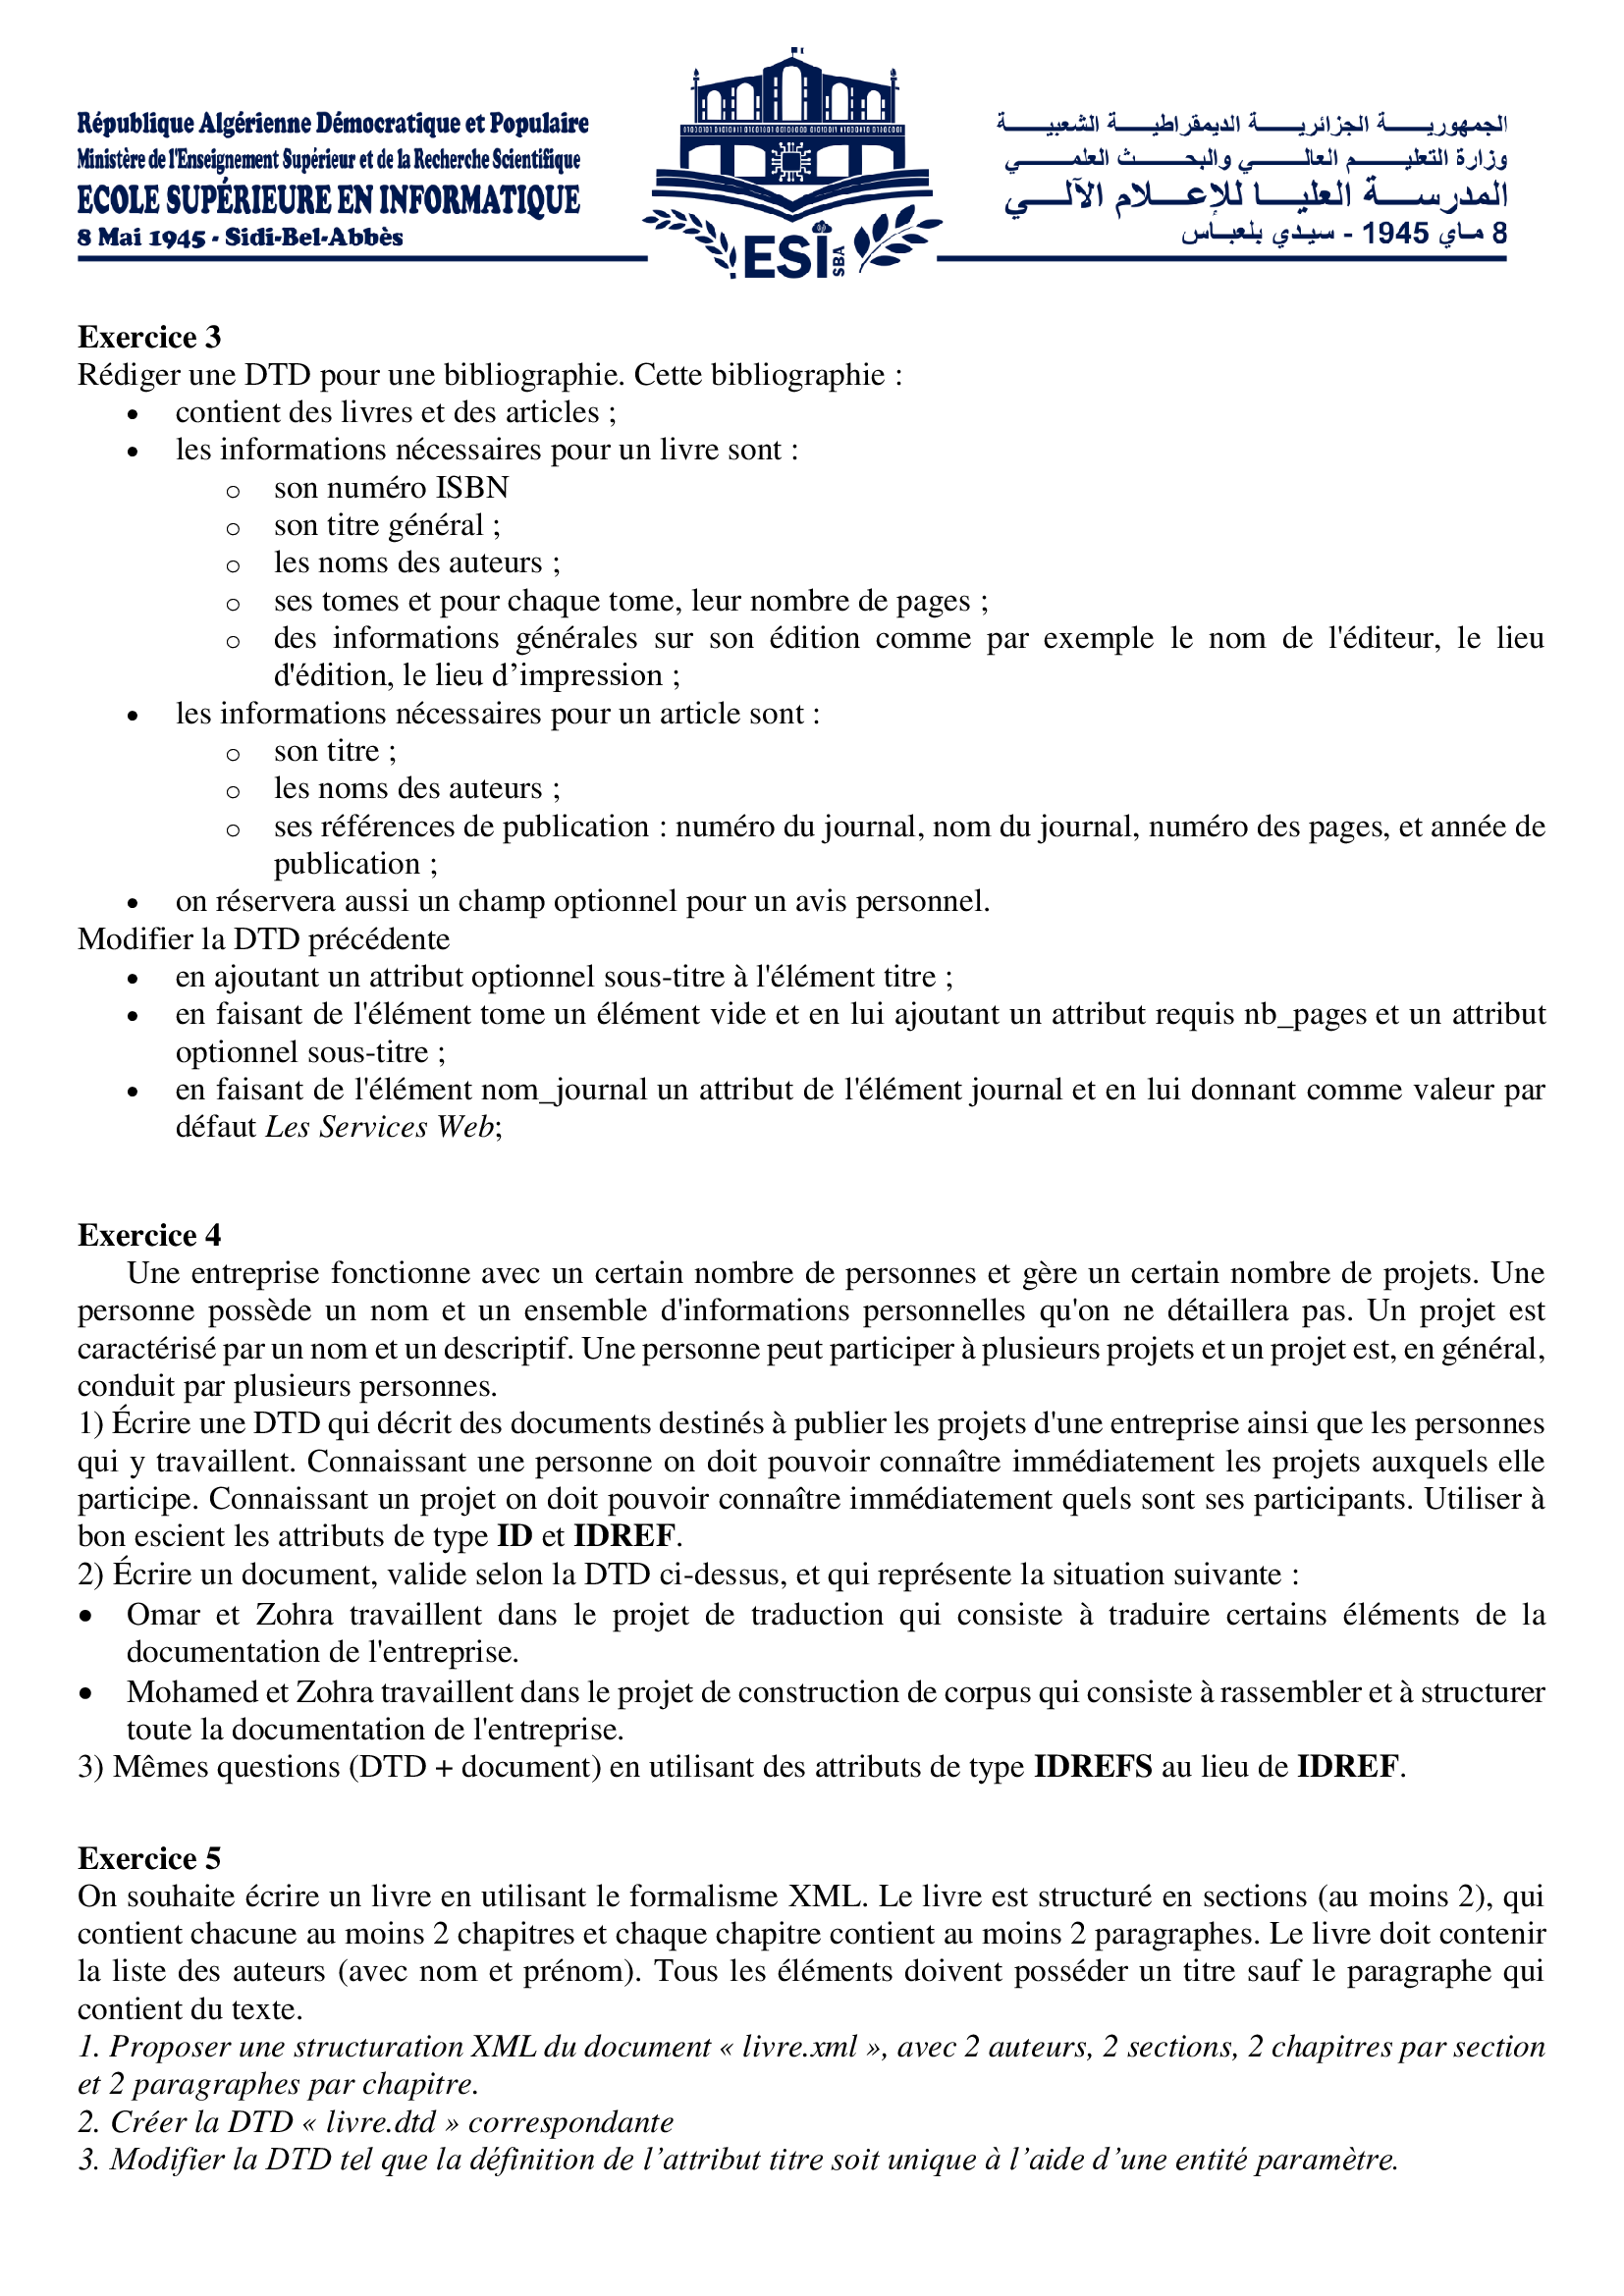 République Algérienne Démocratique et Populaire
Ministère de l'Enseignement Supérieur et de la Recherche Scientifique
ECOLE SUPÉRIEURE EN INFORMATIQUE
8 Mai 1945 - Sidi-Bel-Abbès
ESI
SBA
الجمهوريـــــة الجزائريـــــة الديمقراطيـــة الشعبيـــــة
وزارة التعليـــــم العالـــــي والبحـــــث العلمـــــي
المدرســـة العليـــا للإعـــلام الآلـــي
8 مـاي 1945 - سيـدي بلعبـاس
Exercice 3
Rédiger une DTD pour une bibliographie. Cette bibliographie :
• contient des livres et des articles ;
• les informations nécessaires pour un livre sont :
o son numéro ISBN
o son titre général ;
o les noms des auteurs ;
o ses tomes et pour chaque tome, leur nombre de pages ;
o des informations générales sur son édition comme par exemple le nom de l'éditeur, le lieu
d'édition, le lieu d’impression ;
• les informations nécessaires pour un article sont :
o son titre ;
o les noms des auteurs ;
o ses références de publication : numéro du journal, nom du journal, numéro des pages, et année de
publication ;
• on réservera aussi un champ optionnel pour un avis personnel.
Modifier la DTD précédente
• en ajoutant un attribut optionnel sous-titre à l'élément titre ;
• en faisant de l'élément tome un élément vide et en lui ajoutant un attribut requis nb_pages et un attribut
optionnel sous-titre ;
• en faisant de l'élément nom_journal un attribut de l'élément journal et en lui donnant comme valeur par
défaut Les Services Web;
Exercice 4
Une entreprise fonctionne avec un certain nombre de personnes et gère un certain nombre de projets. Une
personne possède un nom et un ensemble d'informations personnelles qu'on ne détaillera pas. Un projet est
caractérisé par un nom et un descriptif. Une personne peut participer à plusieurs projets et un projet est, en général,
conduit par plusieurs personnes.
1) Écrire une DTD qui décrit des documents destinés à publier les projets d'une entreprise ainsi que les personnes
qui y travaillent. Connaissant une personne on doit pouvoir connaître immédiatement les projets auxquels elle
participe. Connaissant un projet on doit pouvoir connaître immédiatement quels sont ses participants. Utiliser à
bon escient les attributs de type ID et IDREF.
2) Écrire un document, valide selon la DTD ci-dessus, et qui représente la situation suivante :
• Omar et Zohra travaillent dans le projet de traduction qui consiste à traduire certains éléments de la
documentation de l'entreprise.
• Mohamed et Zohra travaillent dans le projet de construction de corpus qui consiste à rassembler et à structurer
toute la documentation de l'entreprise.
3) Mêmes questions (DTD + document) en utilisant des attributs de type IDREFS au lieu de IDREF.
Exercice 5
On souhaite écrire un livre en utilisant le formalisme XML. Le livre est structuré en sections (au moins 2), qui
contient chacune au moins 2 chapitres et chaque chapitre contient au moins 2 paragraphes. Le livre doit contenir
la liste des auteurs (avec nom et prénom). Tous les éléments doivent posséder un titre sauf le paragraphe qui
contient du texte.
1. Proposer une structuration XML du document « livre.xml », avec 2 auteurs, 2 sections, 2 chapitres par section
et 2 paragraphes par chapitre.
2. Créer la DTD « livre.dtd » correspondante
3. Modifier la DTD tel que la définition de l’attribut titre soit unique à l’aide d’une entité paramètre.